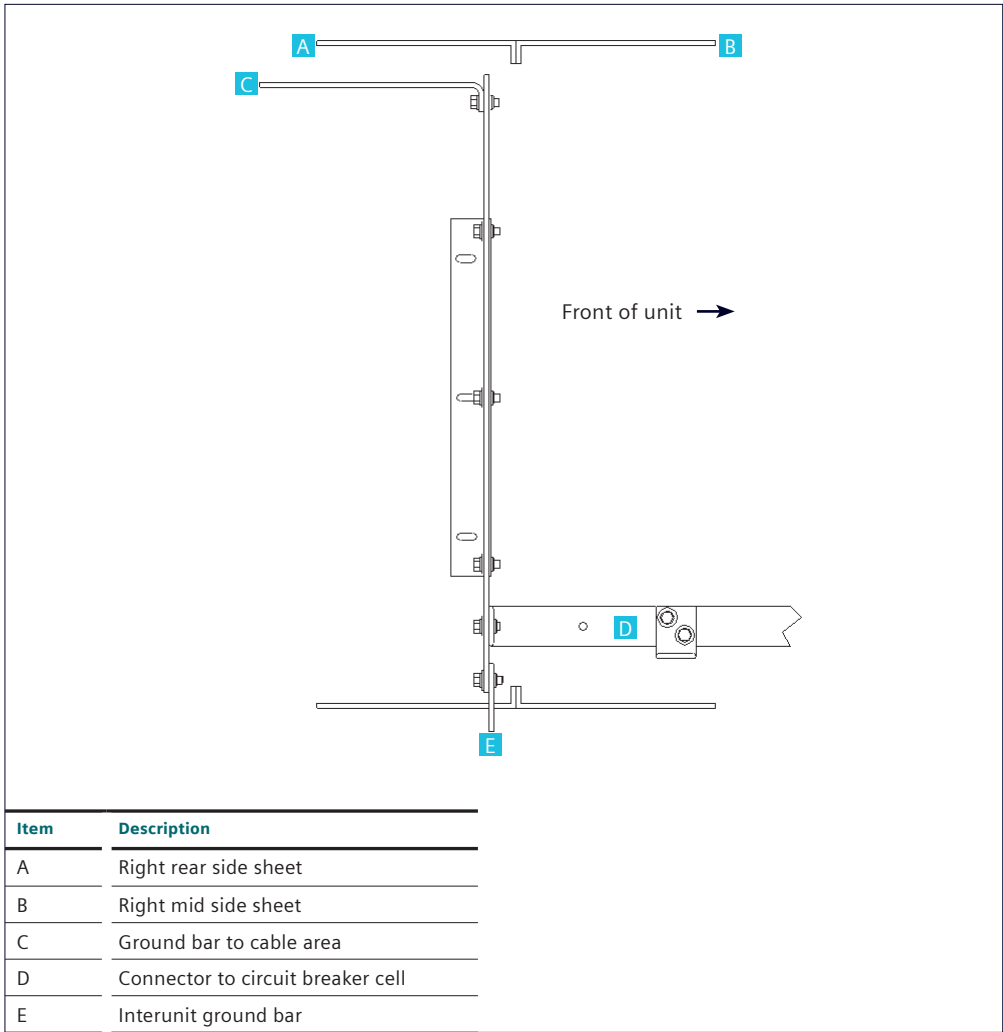 A
B
C
Front of unit
D
E
Item Description
A Right rear side sheet
B Right mid side sheet
C Ground bar to cable area
D Connector to circuit breaker cell
E Interunit ground bar